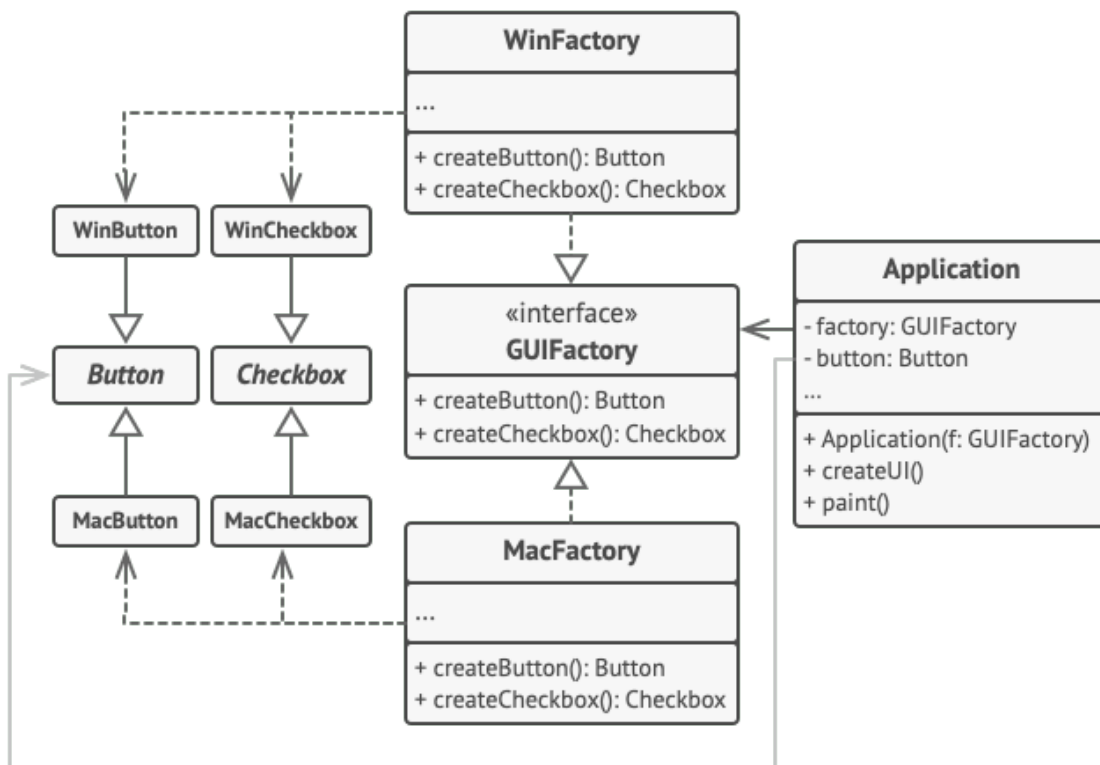 WinFactory
...
+ createButton(): Button
+ createCheckbox(): Checkbox
WinButton
WinCheckbox
Application
- factory: GUIFactory
- button: Button
...
+ Application(f: GUIFactory)
+ createUI()
+ paint()
«interface»
GUIFactory
+ createButton(): Button
+ createCheckbox(): Checkbox
Button
Checkbox
MacButton
MacCheckbox
MacFactory
...
+ createButton(): Button
+ createCheckbox(): Checkbox